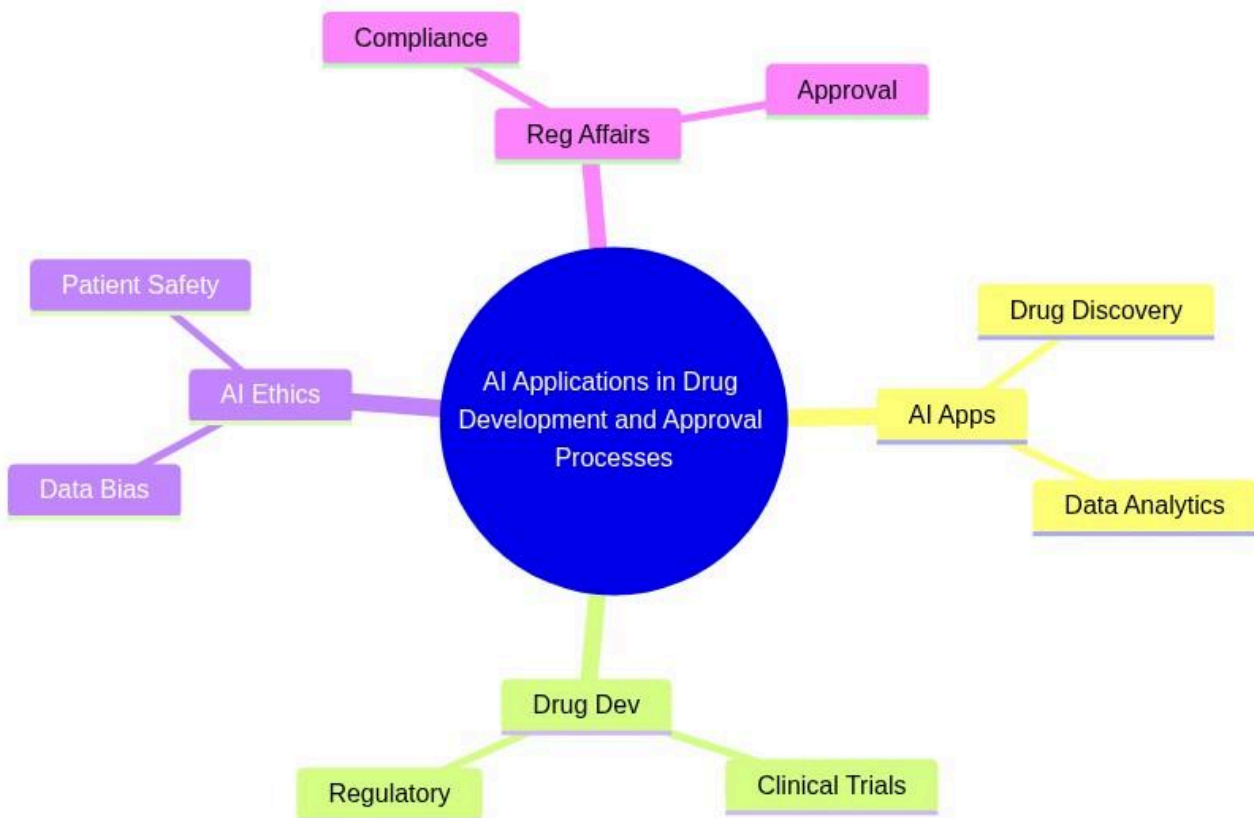 Compliance
Approval
Reg Affairs
Patient Safety
AI Ethics
Data Bias
AI Applications in Drug
Development and Approval
Processes
Drug Discovery
AI Apps
Data Analytics
Drug Dev
Regulatory
Clinical Trials